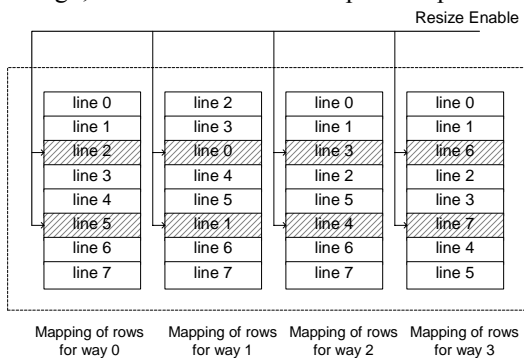 Resize Enable
line 0
line 1
line 2
line 3
line 4
line 5
line 6
line 7
line 2
line 3
line 0
line 4
line 5
line 1
line 6
line 7
line 0
line 1
line 3
line 2
line 5
line 4
line 6
line 7
line 0
line 1
line 6
line 2
line 3
line 7
line 4
line 5
Mapping of rows
for way 0
Mapping of rows
for way 1
Mapping of rows
for way 2
Mapping of rows
for way 3